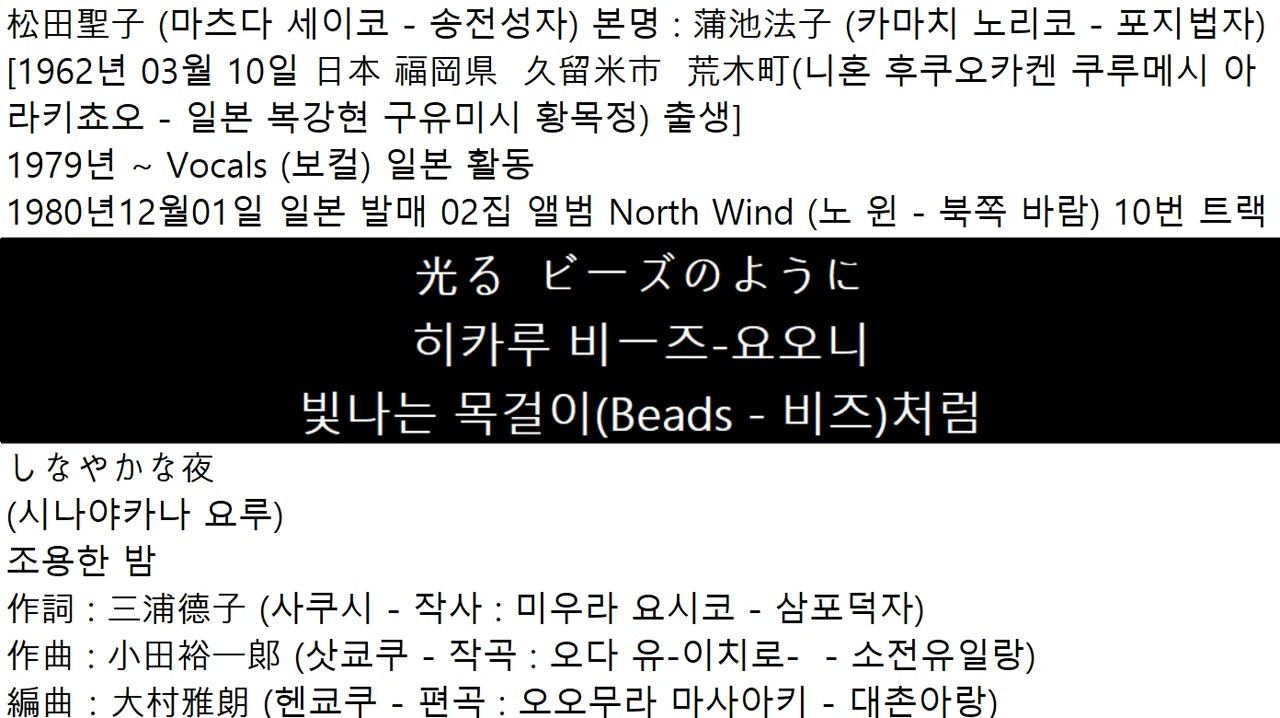 松田聖子 (마츠다 세이코 - 송전성자) 본명 : 蒲池法子 (카마치 노리코 - 포지법자)
[1962년 03월 10일 日本 福岡県 久留米市 荒木町(니혼 후쿠오카켄 쿠루메시 아
라키쵸오 - 일본 복강현 구유미시 황목정) 출생]
1979년 ~ Vocals (보컬) 일본 활동
1980년12월01일 일본 발매 02집 앨범 North Wind (노 윈 - 북쪽 바람) 10번 트랙
光る ビーズのように
히카루 비ー즈-요오니
빛나는 목걸이(Beads - 비즈)처럼
しなやかな夜
(시나야카나 요루)
조용한 밤
作詞 : 三浦德子 (사쿠시 - 작사 : 미우라 요시코 - 삼포덕자)
作曲 : 小田裕一郞 (삿쿄쿠 - 작곡 : 오다 유-이치로- - 소전유일랑)
編曲 : 大村雅朗 (헨쿄쿠 - 편곡 : 오오무라 마사아키 - 대촌아랑)